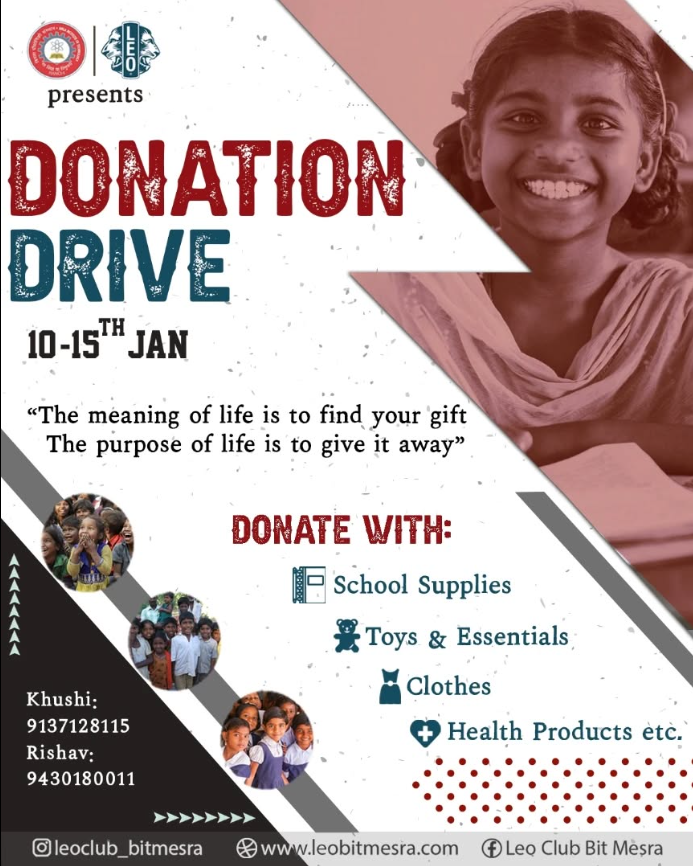 LEO
presents
DONATION
DRIVE
10-15TH JAN
“The meaning of life is to find your gift
The purpose of life is to give it away”
DONATE WITH:
School Supplies
Toys & Essentials
Clothes
Health Products etc.
Khushi:
9137128115
Rishav:
9430180011
leoclub_bitmesra www.leobitmesra.com Leo Club Bit Mesra